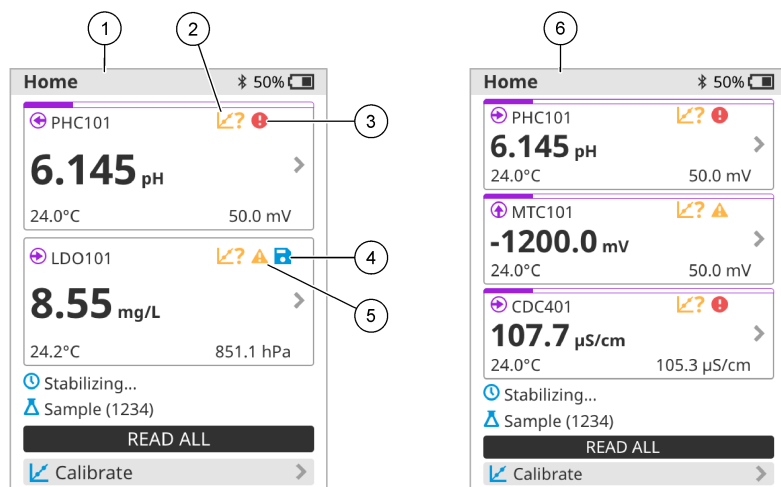 1
2
6
Home 50%
PHC101 ?
3
6.145 pH
24.0°C 50.0 mV
LDO101 ?
4
8.55 mg/L
5
24.2°C 851.1 hPa
Stabilizing...
Sample (1234)
READ ALL
Calibrate
Home 50%
PHC101 ?
6.145 pH
24.0°C 50.0 mV
MTC101 ?
-1200.0 mV
24.0°C 50.0 mV
CDC401 ?
107.7 µS/cm
24.0°C 105.3 µS/cm
Stabilizing...
Sample (1234)
READ ALL
Calibrate